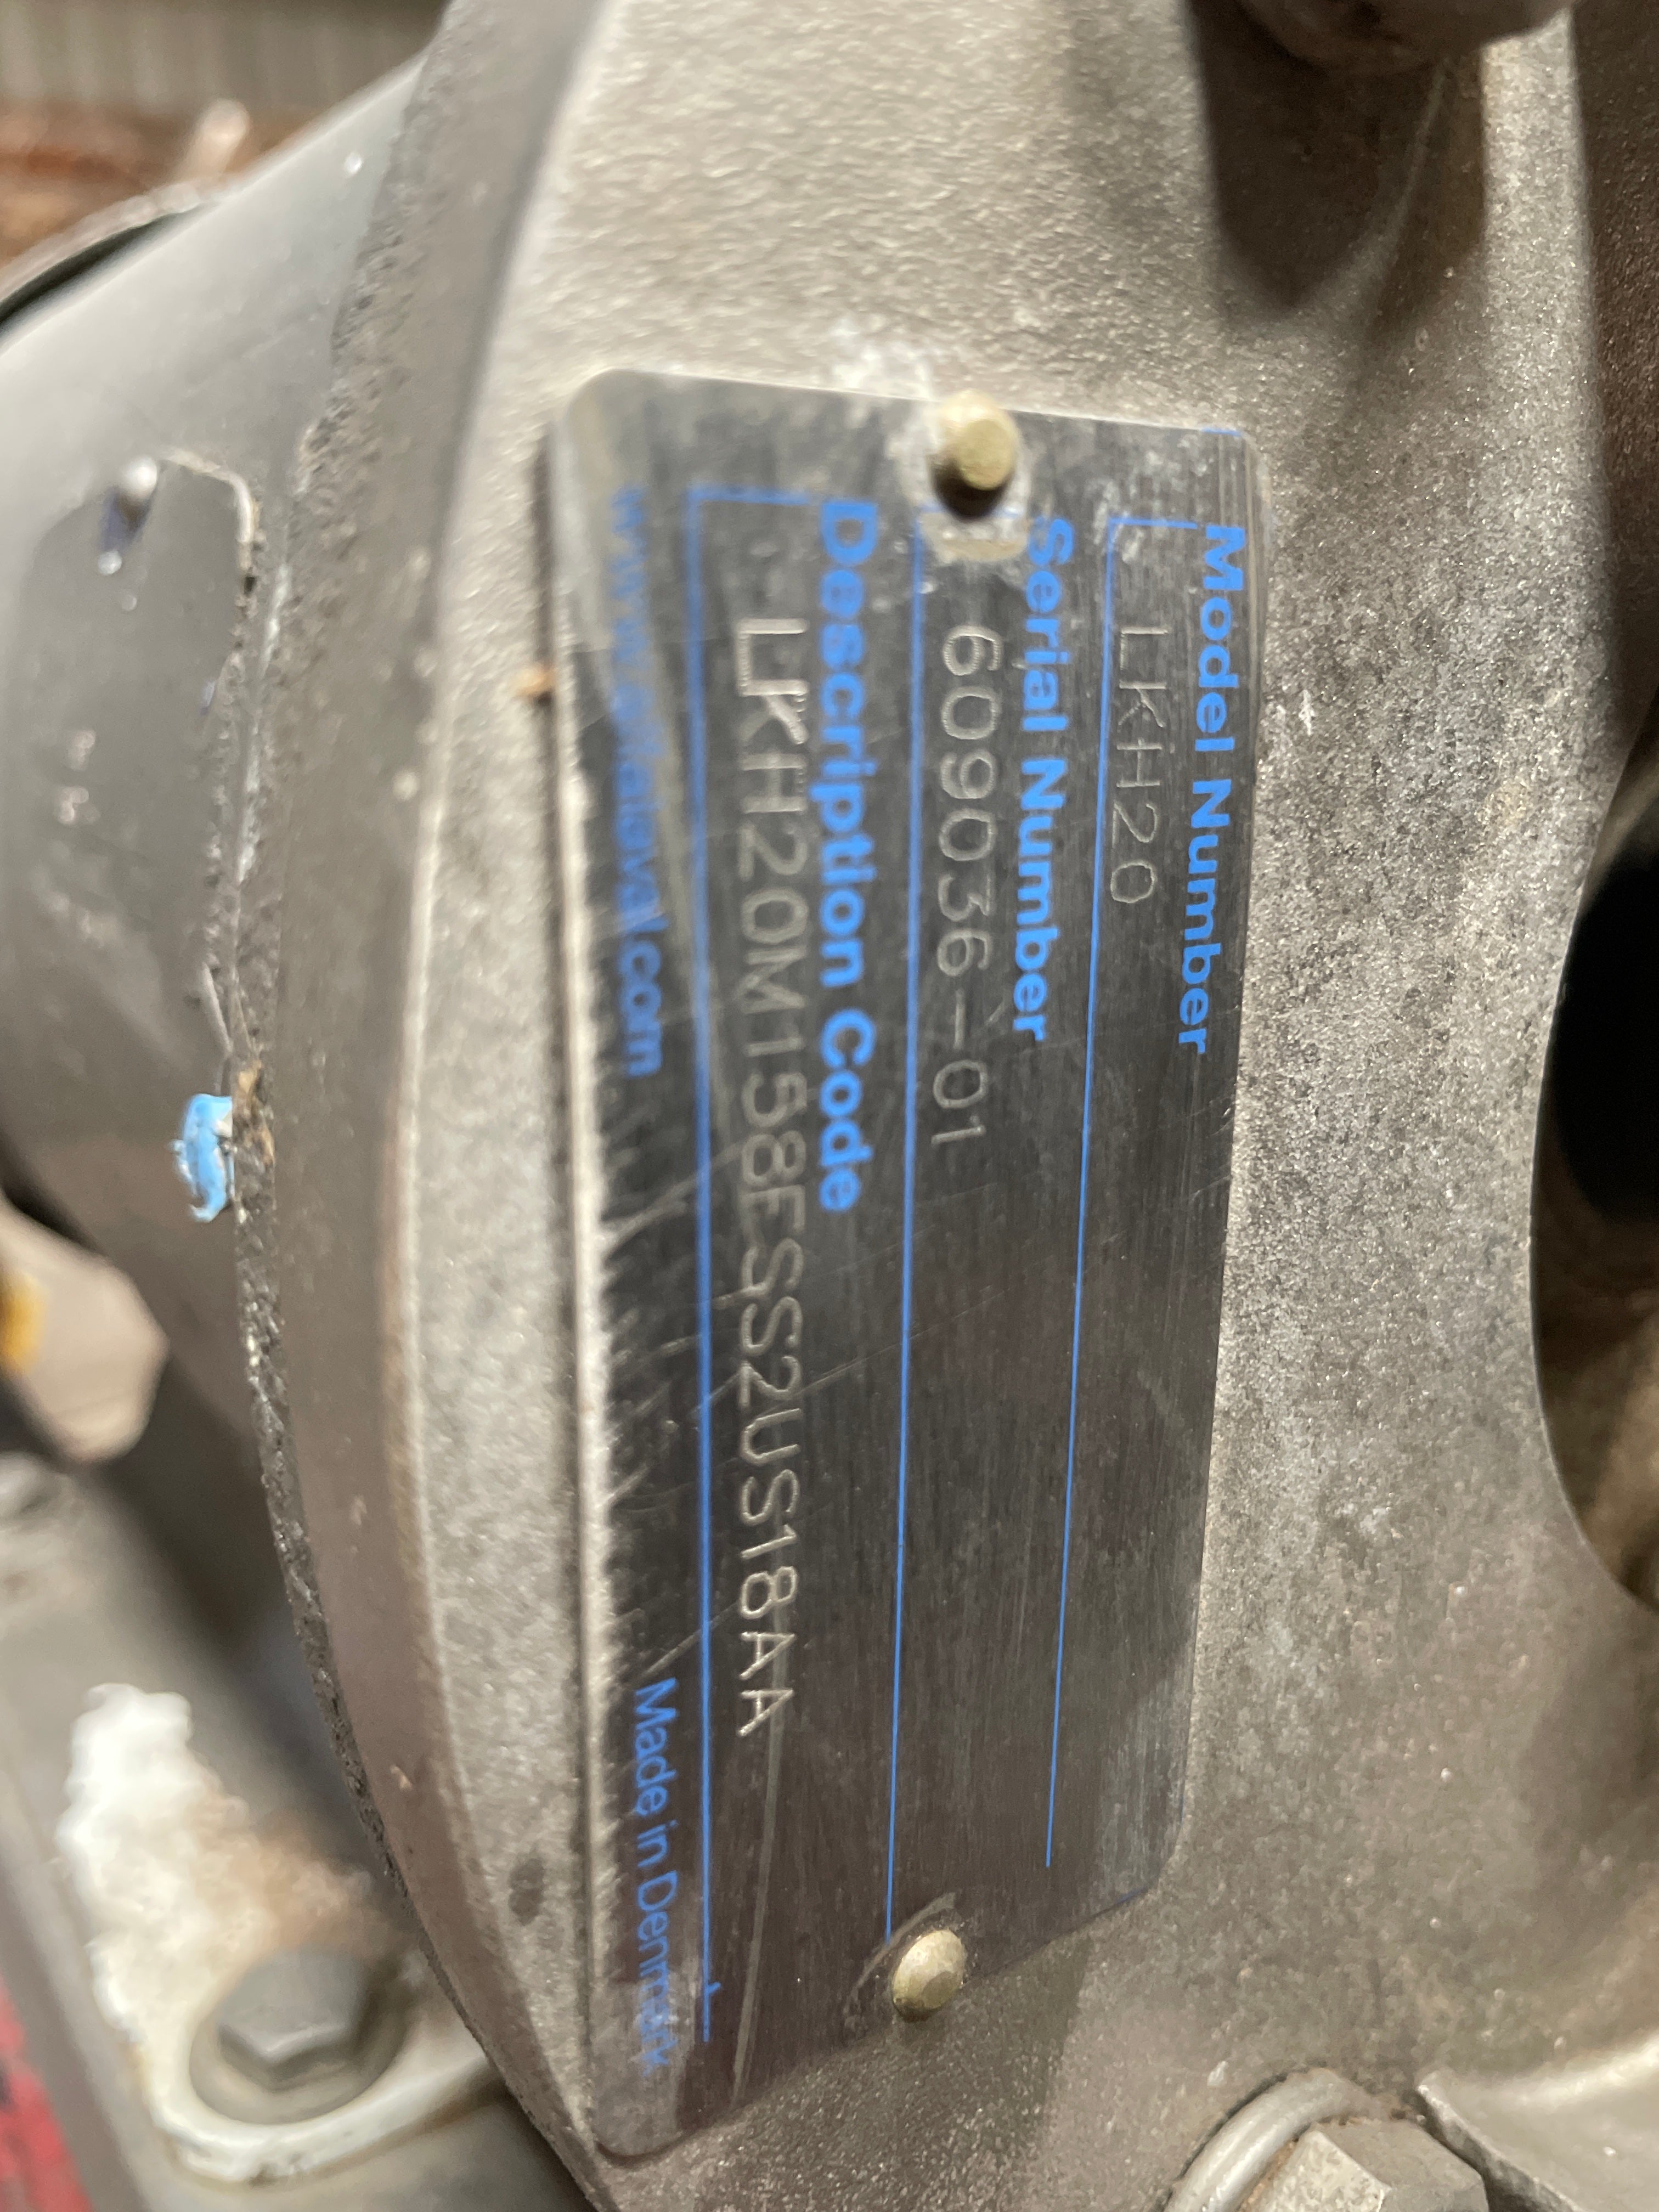 Model Number
LKH20
Serial Number
609036-01
Description Code
LKH20M158ESS2US18AA
www.alfalaval.com
Made in Denmark